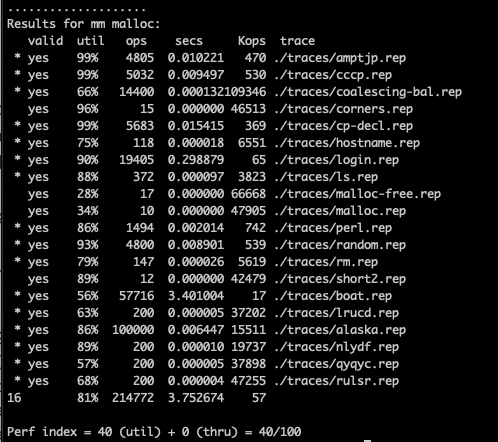 ....................
Results for mm malloc:
valid util ops secs Kops trace
* yes 99% 4805 0.010221 470 ./traces/amptjp.rep
* yes 99% 5032 0.009497 530 ./traces/cccp.rep
* yes 66% 14400 0.000132109346 ./traces/coalescing-bal.rep
yes 96% 15 0.000000 46513 ./traces/corners.rep
* yes 99% 5683 0.015415 369 ./traces/cp-decl.rep
* yes 75% 118 0.000018 6551 ./traces/hostname.rep
* yes 90% 19405 0.298879 65 ./traces/login.rep
* yes 88% 372 0.000097 3823 ./traces/ls.rep
yes 28% 17 0.000000 66668 ./traces/malloc-free.rep
yes 34% 10 0.000000 47905 ./traces/malloc.rep
* yes 86% 1494 0.002014 742 ./traces/perl.rep
* yes 93% 4800 0.008901 539 ./traces/random.rep
* yes 79% 147 0.000026 5619 ./traces/rm.rep
yes 89% 12 0.000000 42479 ./traces/short2.rep
* yes 56% 57716 3.401004 17 ./traces/boat.rep
* yes 63% 200 0.000005 37202 ./traces/lrucd.rep
* yes 86% 100000 0.006447 15511 ./traces/alaska.rep
* yes 89% 200 0.000010 19737 ./traces/nlydf.rep
* yes 57% 200 0.000005 37898 ./traces/qyqyc.rep
* yes 68% 200 0.000004 47255 ./traces/rulsr.rep
16 81% 214772 3.752674 57
Perf index = 40 (util) + 0 (thru) = 40/100